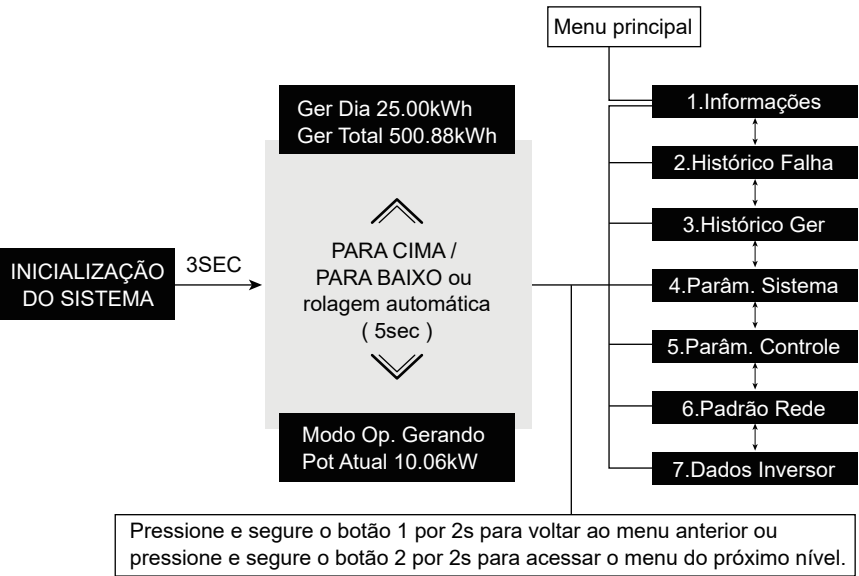 Menu principal
Ger Dia 25.00kWh
Ger Total 500.88kWh
1.Informações
2.Histórico Falha
3.Histórico Ger
INICIALIZAÇÃO
DO SISTEMA
3SEC
PARA CIMA /
PARA BAIXO ou
rolagem automática
( 5sec )
4.Parâm. Sistema
5.Parâm. Controle
6.Padrão Rede
Modo Op. Gerando
Pot Atual 10.06kW
7.Dados Inversor
Pressione e segure o botão 1 por 2s para voltar ao menu anterior ou
pressione e segure o botão 2 por 2s para acessar o menu do próximo nível.